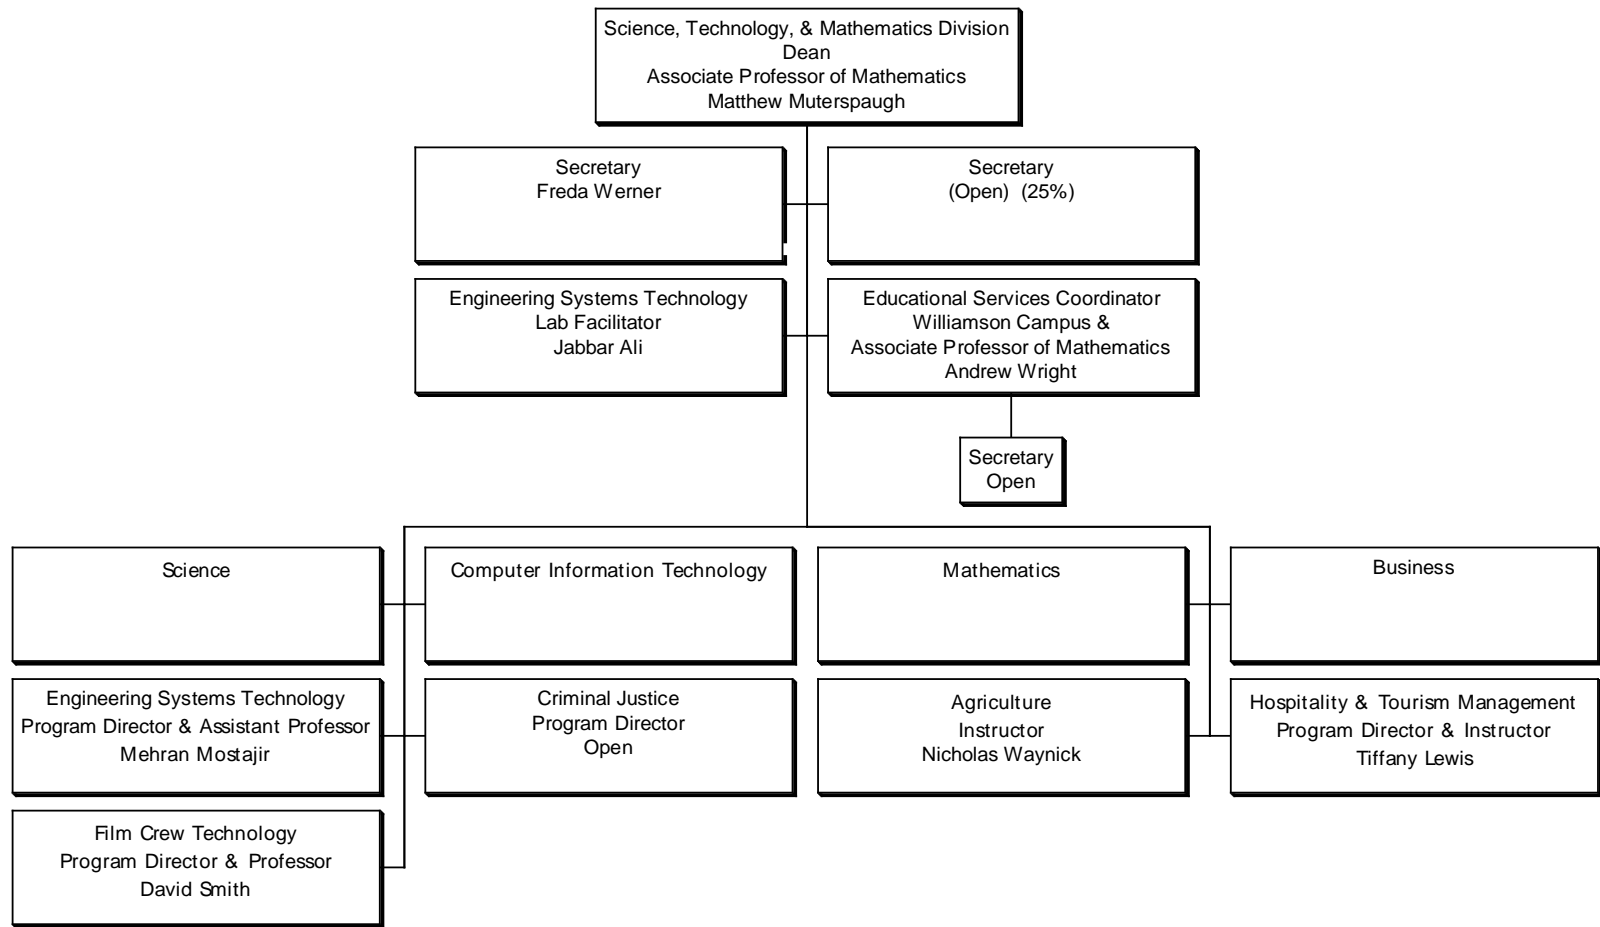 Science, Technology, & Mathematics Division
Dean
Associate Professor of Mathematics
Matthew Muterspaugh
Secretary
Freda Werner
Secretary
(Open) (25%)
Engineering Systems Technology
Lab Facilitator
Jabbar Ali
Educational Services Coordinator
Williamson Campus &
Associate Professor of Mathematics
Andrew Wright
Secretary
Open
Science
Computer Information Technology
Mathematics
Business
Engineering Systems Technology
Program Director & Assistant Professor
Mehran Mostajir
Criminal Justice
Program Director
Open
Agriculture
Instructor
Nicholas Waynick
Hospitality & Tourism Management
Program Director & Instructor
Tiffany Lewis
Film Crew Technology
Program Director & Professor
David Smith